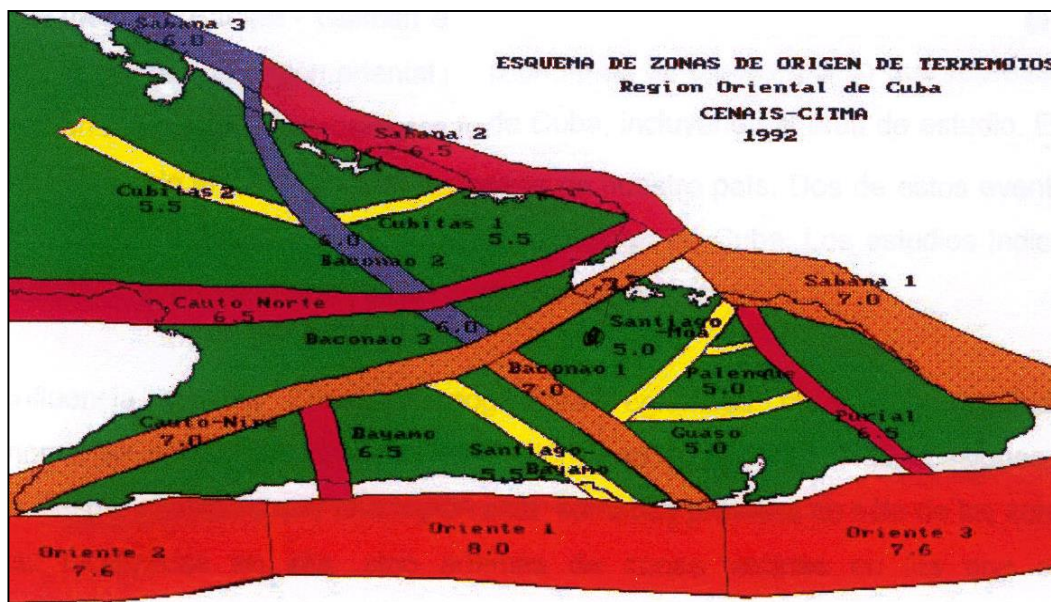 Sabana 3
6.0
ESQUEMA DE ZONAS DE ORIGEN DE TERREMOTOS
Region Oriental de Cuba
CENAIS-CITMA
1992
Sabana 2
6.5
Cubitas 2
5.5
Cubitas 1
5.5
6.0
Baconao 2
Sabana 1
7.0
Cauto Norte
6.5
Baconao 3
6.0
Santiago
-Moa
5.0
Baconao 1
7.0
Palenque
5.0
Cauto-Nipe
7.0
Bayamo
6.5
Santiago-
Bayamo
5.5
Guaso
5.0
Purial
6.5
Oriente 2
7.6
Oriente 1
8.0
Oriente 3
7.6